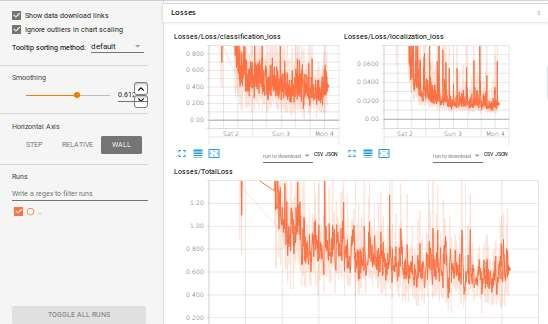 Show data download links
Ignore outliers in chart scaling
Tooltip sorting method: default
Smoothing
0.612
Horizontal Axis
STEP RELATIVE WALL
Runs
Write a regex to filter runs
TOGGLE ALL RUNS
Losses
Losses/Loss/classification_loss
0.800
0.600
0.400
0.200
0.00
Sat 2 Sun 3 Mon 4
run to download CSV JSON
Losses/Loss/localization_loss
0.0600
0.0200
0.00
Sat 2 Sun 3 Mon 4
run to download CSV JSON
Losses/TotalLoss
1.20
1.00
0.800
0.600
0.400
0.200